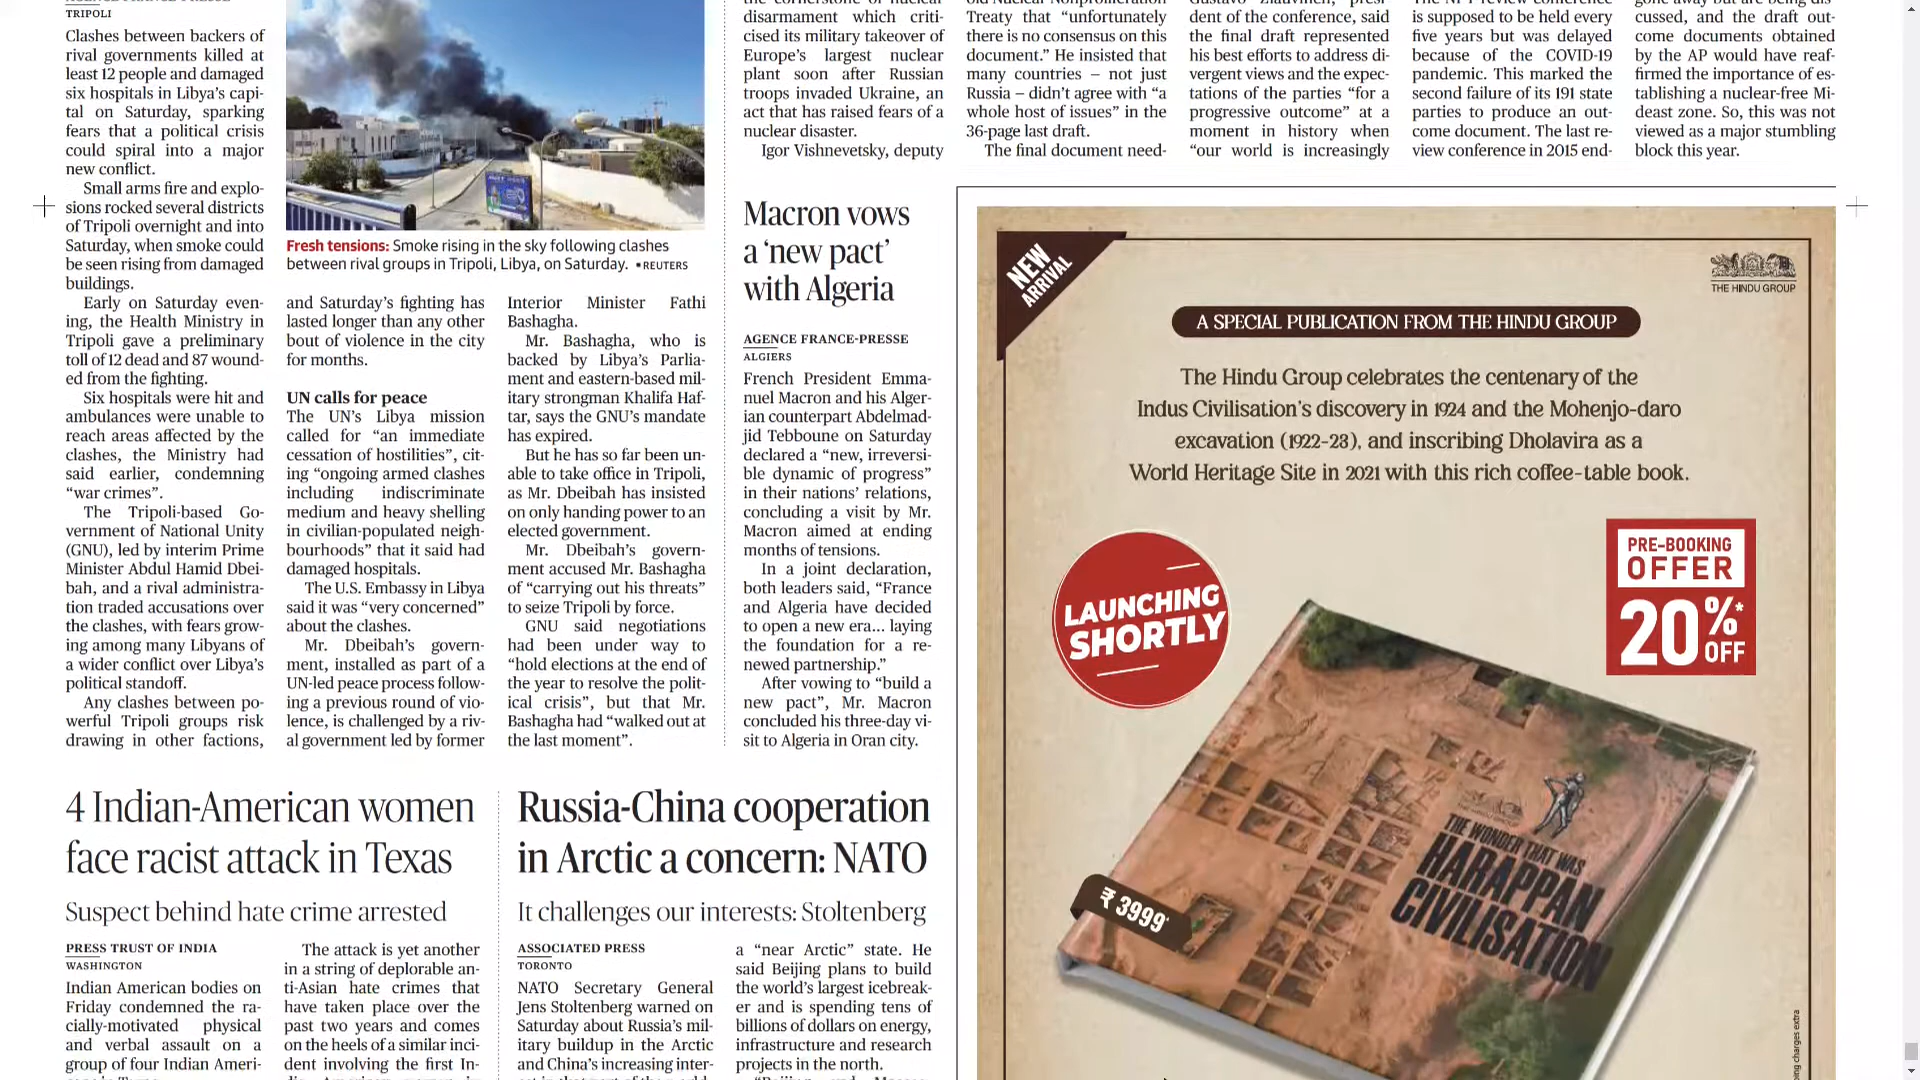 TRIPOLI
Clashes between backers of
rival governments killed at
least 12 people and damaged
six hospitals in Libya's capi-
tal on Saturday, sparking
fears that a political crisis
could spiral into a major
new conflict.
Small arms fire and explo-
sions rocked several districts
of Tripoli overnight and into
Saturday, when smoke could
be seen rising from damaged
buildings.
Early on Saturday even-
ing, the Health Ministry in
Tripoli gave a preliminary
toll of 12 dead and 87 wound-
ed from the fighting.
Six hospitals were hit and
ambulances were unable to
reach areas affected by the
clashes, the Ministry had
said earlier, condemning
“war crimes”.
The Tripoli-based Go-
vernment of National Unity
(GNU), led by interim Prime
Minister Abdul Hamid Dbei-
bah, and a rival administra-
tion traded accusations over
the clashes, with fears grow-
ing among many Libyans of
a wider conflict over Libya's
political standoff.
Any clashes between po-
werful Tripoli groups risk
drawing in other factions,
Fresh tensions: Smoke rising in the sky following clashes
between rival groups in Tripoli, Libya, on Saturday. ▪ REUTERS
and Saturday's fighting has
lasted longer than any other
bout of violence in the city
for months.
UN calls for peace
The UN's Libya mission
called for “an immediate
cessation of hostilities”, cit-
ing “ongoing armed clashes
including indiscriminate
medium and heavy shelling
in civilian-populated neigh-
bourhoods” that it said had
damaged hospitals.
The U.S. Embassy in Libya
said it was “very concerned”
about the clashes.
Mr. Dbeibah's govern-
ment, installed as part of a
UN-led peace process follow-
ing a previous round of vio-
lence, is challenged by a riv-
al government led by former
Interior Minister Fathi
Bashagha.
Mr. Bashagha, who is
backed by Libya's Parlia-
ment and eastern-based mil-
itary strongman Khalifa Haf-
tar, says the GNU's mandate
has expired.
But he has so far been un-
able to take office in Tripoli,
as Mr. Dbeibah has insisted
on only handing power to an
elected government.
Mr. Dbeibah's govern-
ment accused Mr. Bashagha
of “carrying out his threats”
to seize Tripoli by force.
GNU said negotiations
had been under way to
“hold elections at the end of
the year to resolve the polit-
ical crisis”, but that Mr.
Bashagha had “walked out at
the last moment”.
disarmament which criti-
cised its military takeover of
Europe's largest nuclear
plant soon after Russian
troops invaded Ukraine, an
act that has raised fears of a
nuclear disaster.
Igor Vishnevetsky, deputy
Treaty that “unfortunately
there is no consensus on this
document.” He insisted that
many countries – not just
Russia – didn't agree with “a
whole host of issues” in the
36-page last draft.
The final document need-
dent of the conference, said
the final draft represented
his best efforts to address di-
vergent views and the expec-
tations of the parties “for a
progressive outcome” at a
moment in history when
“our world is increasingly
is supposed to be held every
five years but was delayed
because of the COVID-19
pandemic. This marked the
second failure of its 191 state
parties to produce an out-
come document. The last re-
view conference in 2015 end-
cussed, and the draft out-
come documents obtained
by the AP would have reaf-
firmed the importance of es-
tablishing a nuclear-free Mi-
deast zone. So, this was not
viewed as a major stumbling
block this year.
Macron vows
a ‘new pact’
with Algeria
AGENCE FRANCE-PRESSE
ALGIERS
French President Emma-
nuel Macron and his Alger-
ian counterpart Abdelmad-
jid Tebboune on Saturday
declared a “new, irreversi-
ble dynamic of progress”
in their nations' relations,
concluding a visit by Mr.
Macron aimed at ending
months of tensions.
In a joint declaration,
both leaders said, “France
and Algeria have decided
to open a new era... laying
the foundation for a re-
newed partnership.”
After vowing to “build a
new pact”, Mr. Macron
concluded his three-day vi-
sit to Algeria in Oran city.
NEW
ARRIVAL
THE HINDU GROUP
A SPECIAL PUBLICATION FROM THE HINDU GROUP
The Hindu Group celebrates the centenary of the
Indus Civilisation's discovery in 1924 and the Mohenjo-daro
excavation (1922-23), and inscribing Dholavira as a
World Heritage Site in 2021 with this rich coffee-table book.
LAUNCHING
SHORTLY
PRE-BOOKING
OFFER
20%*
OFF
THE HINDU GROUP
THE WONDER THAT WAS
HARAPPAN
CIVILISATION
₹ 3999*
4 Indian-American women
face racist attack in Texas
Suspect behind hate crime arrested
PRESS TRUST OF INDIA
WASHINGTON
Indian American bodies on
Friday condemned the ra-
cially-motivated physical
and verbal assault on a
group of four Indian Ameri-
The attack is yet another
in a string of deplorable an-
ti-Asian hate crimes that
have taken place over the
past two years and comes
on the heels of a similar inci-
dent involving the first In-
Russia-China cooperation
in Arctic a concern: NATO
It challenges our interests: Stoltenberg
ASSOCIATED PRESS
TORONTO
NATO Secretary General
Jens Stoltenberg warned on
Saturday about Russia's mil-
itary buildup in the Arctic
and China's increasing inter-
a “near Arctic” state. He
said Beijing plans to build
the world's largest icebreak-
er and is spending tens of
billions of dollars on energy,
infrastructure and research
projects in the north.
charges extra